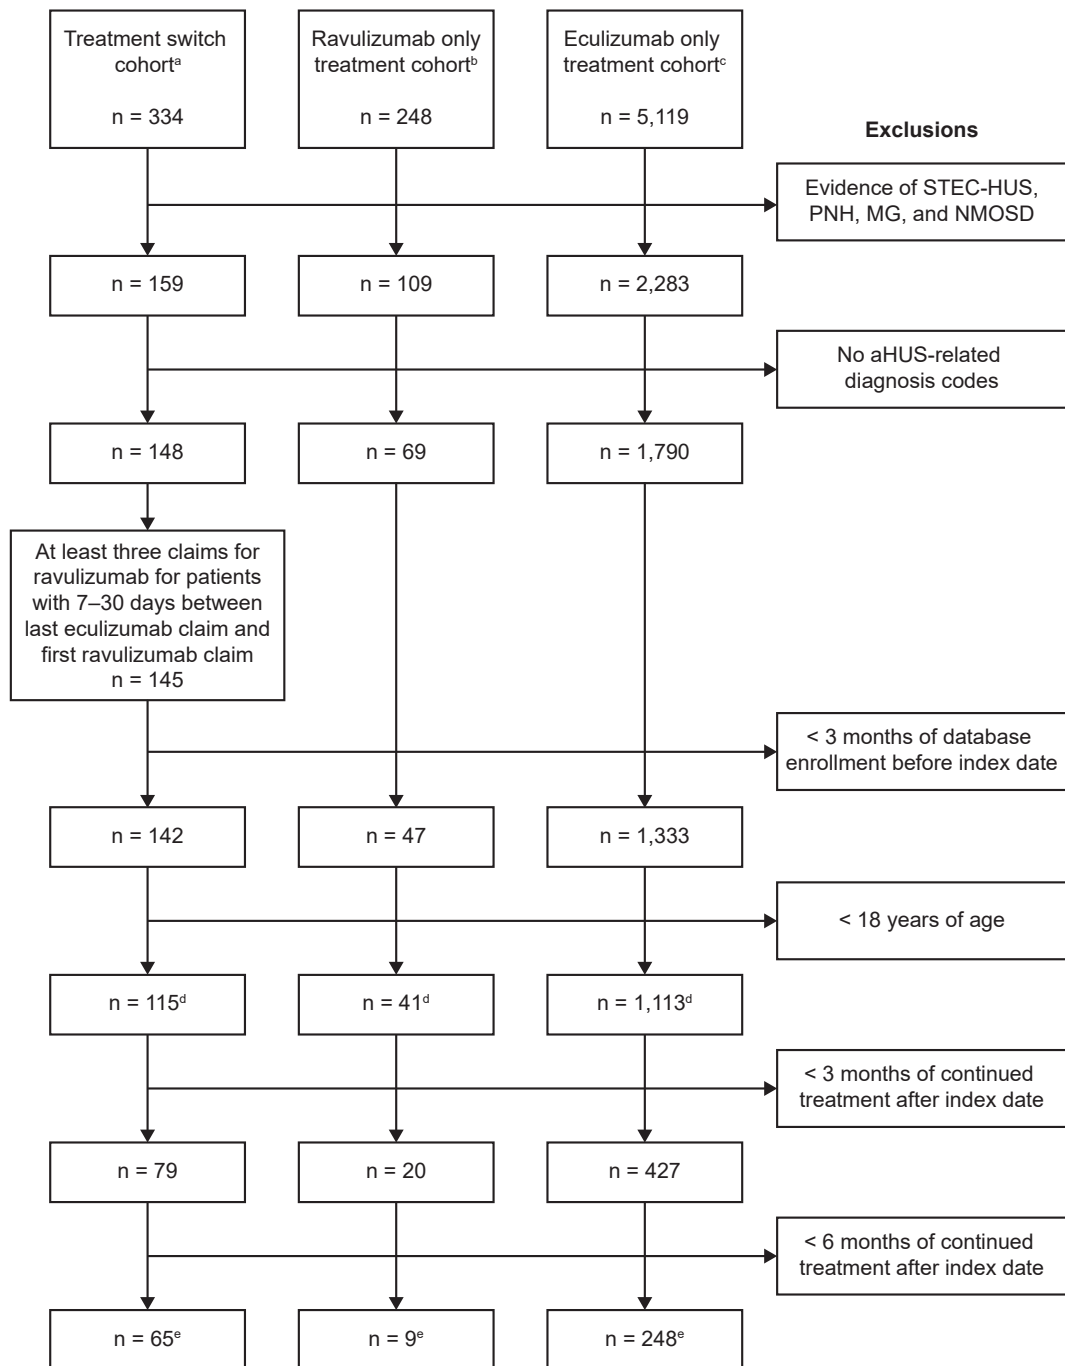 Treatment switch
cohortᵃ
n = 334
Ravulizumab only
treatment cohortᵇ
n = 248
Eculizumab only
treatment cohortᶜ
n = 5,119
Exclusions
Evidence of STEC-HUS,
PNH, MG, and NMOSD
n = 159
n = 109
n = 2,283
No aHUS-related
diagnosis codes
n = 148
n = 69
n = 1,790
At least three claims for
ravulizumab for patients
with 7–30 days between
last eculizumab claim and
first ravulizumab claim
n = 145
< 3 months of database
enrollment before index date
n = 142
n = 47
n = 1,333
< 18 years of age
n = 115ᵈ
n = 41ᵈ
n = 1,113ᵈ
< 3 months of continued
treatment after index date
n = 79
n = 20
n = 427
< 6 months of continued
treatment after index date
n = 65ᵉ
n = 9ᵉ
n = 248ᵉ